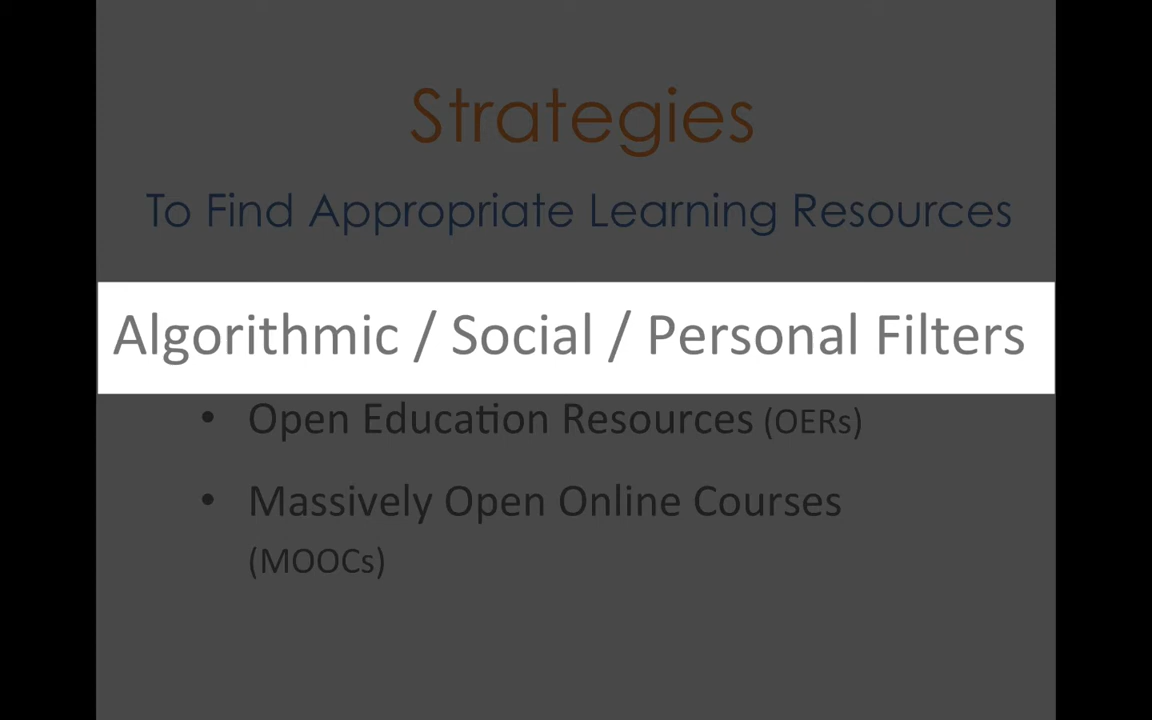 Strategies
To Find Appropriate Learning Resources
Algorithmic / Social / Personal Filters
• Open Education Resources (OERs)
• Massively Open Online Courses
(MOOCs)